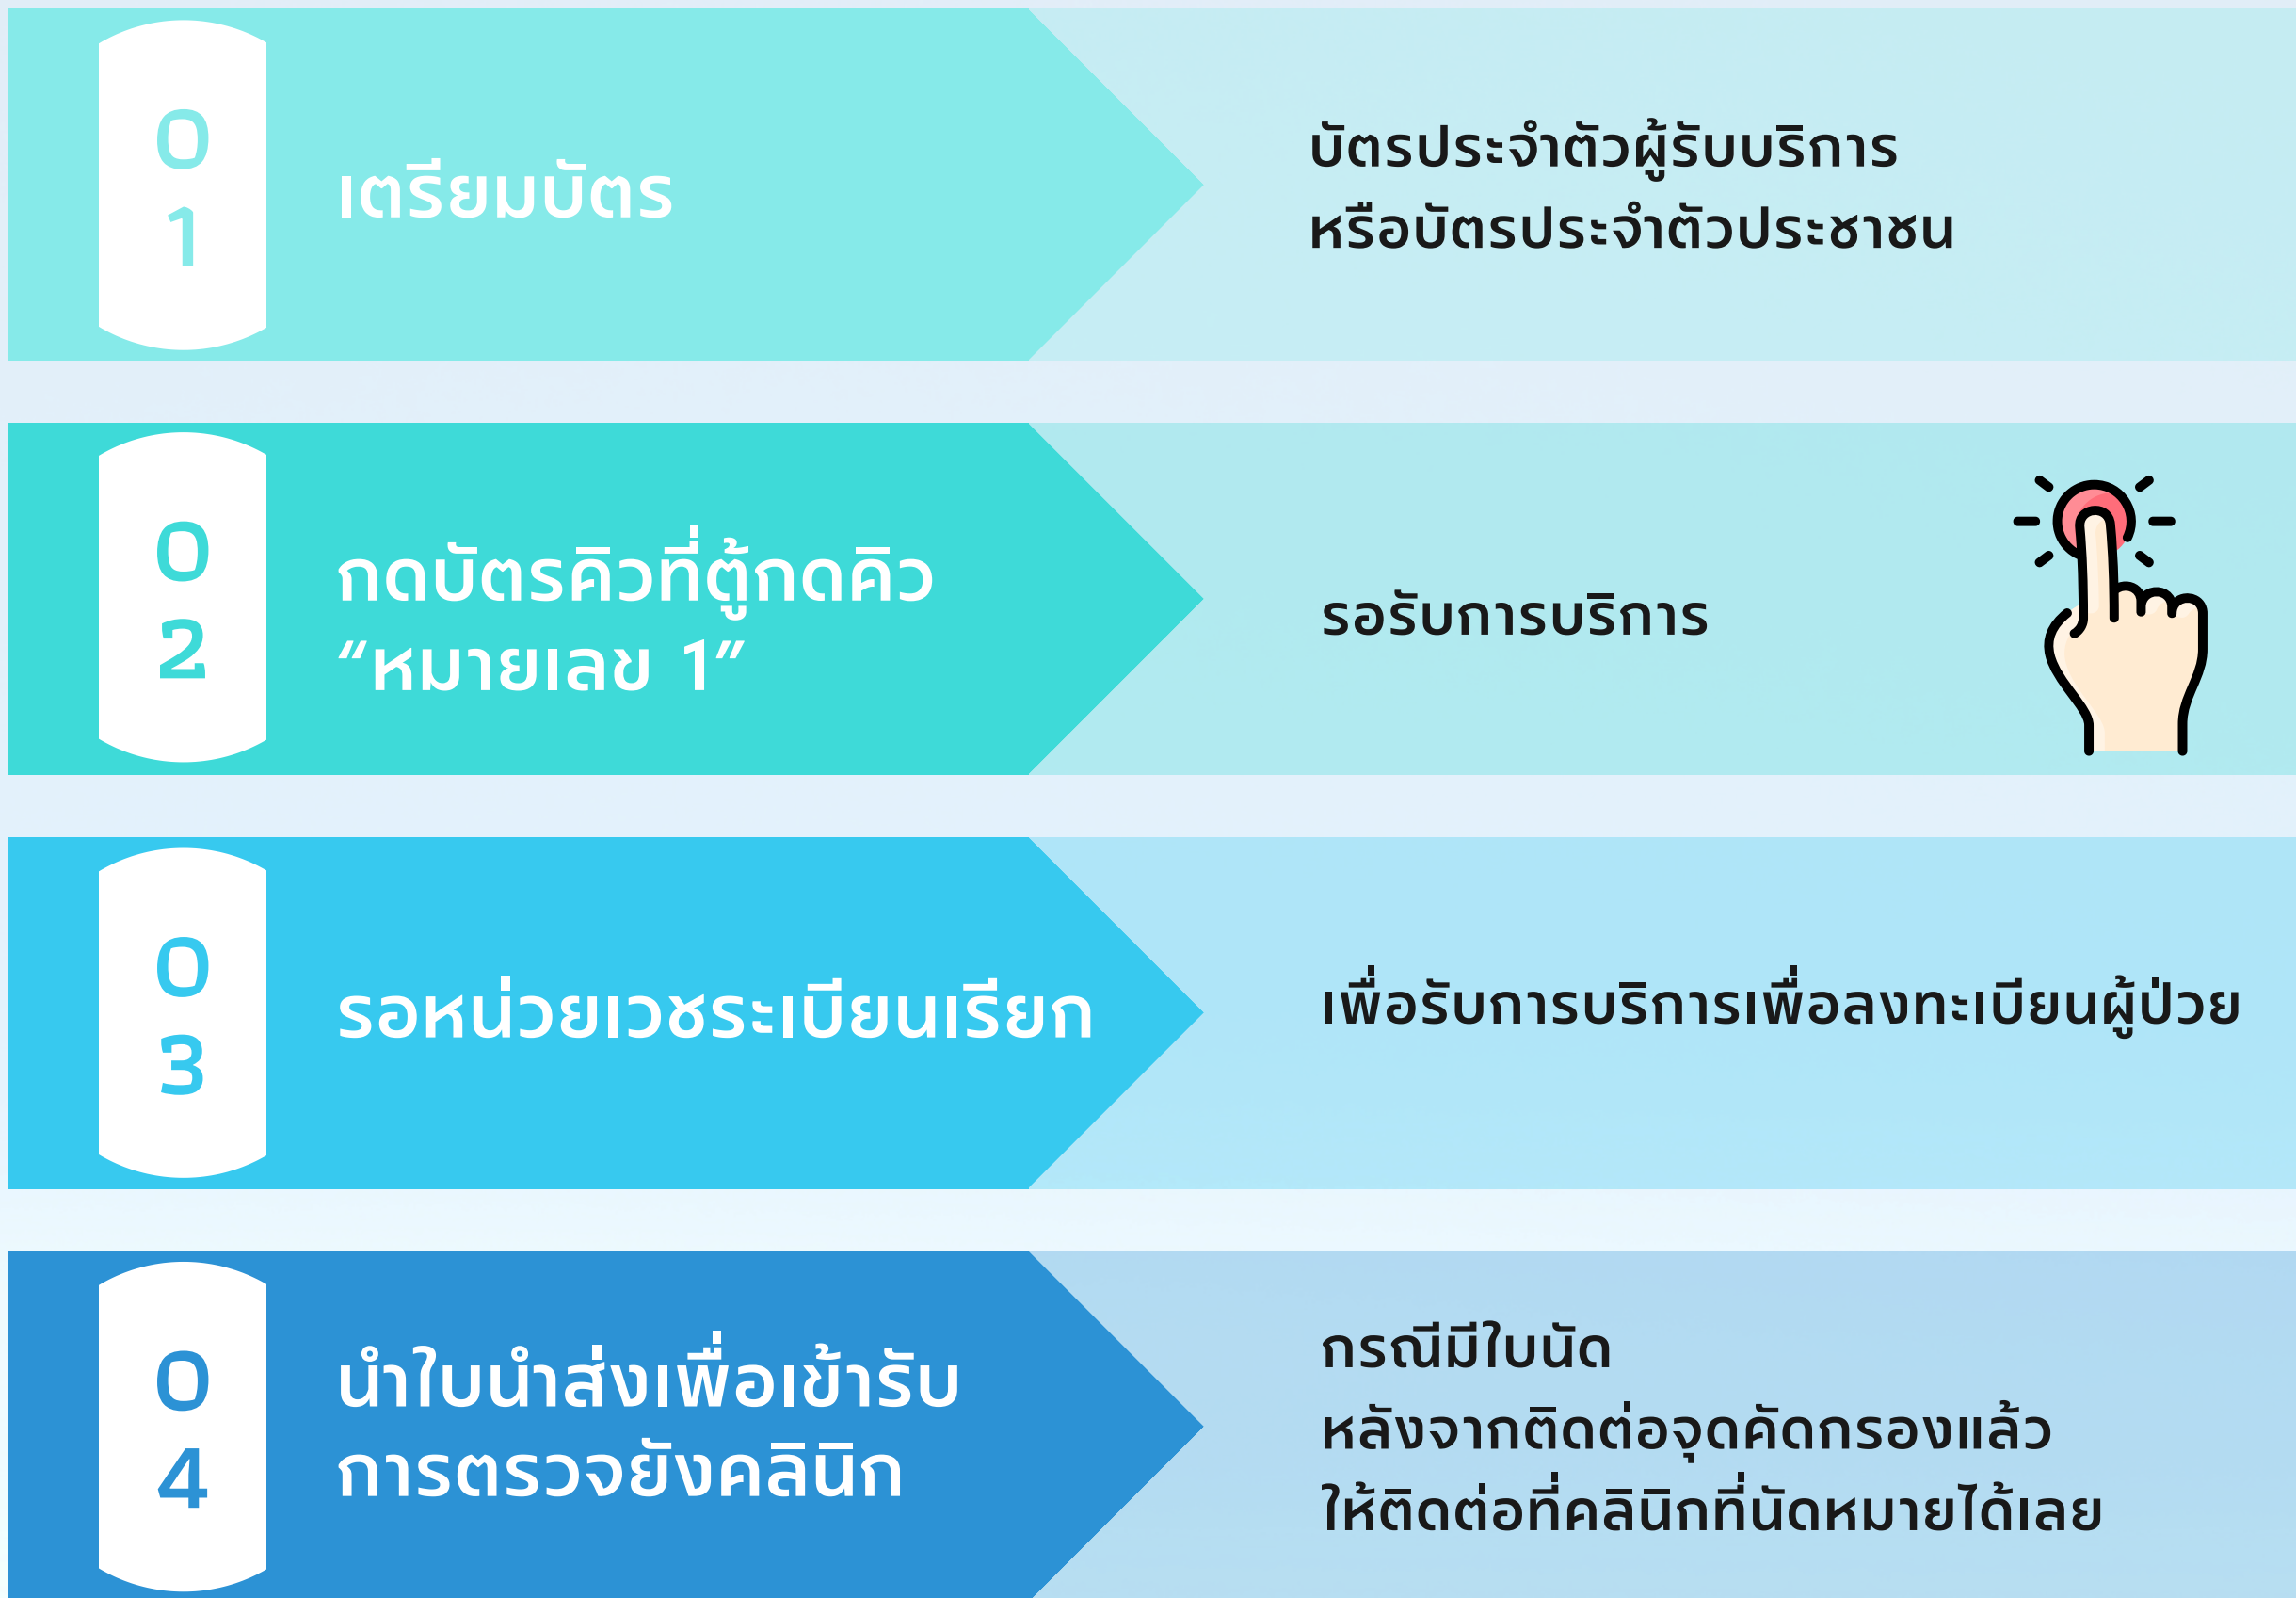 01
เตรียมบัตร
บัตรประจำตัวผู้รับบริการ
หรือบัตรประจำตัวประชาชน
02
กดบัตรคิวที่ตู้กดคิว
“หมายเลข 1”
รอรับการบริการ
03
รอหน่วยเวชระเบียนเรียก
เพื่อรับการบริการเพื่อลงทะเบียนผู้ป่วย
04
นำใบนำส่งเพื่อเข้ารับ
การตรวจยังคลินิก
กรณีมีใบนัด
หลังจากติดต่อจุดคัดกรองแล้ว
ให้ติดต่อที่คลินิกที่นัดหมายได้เลย